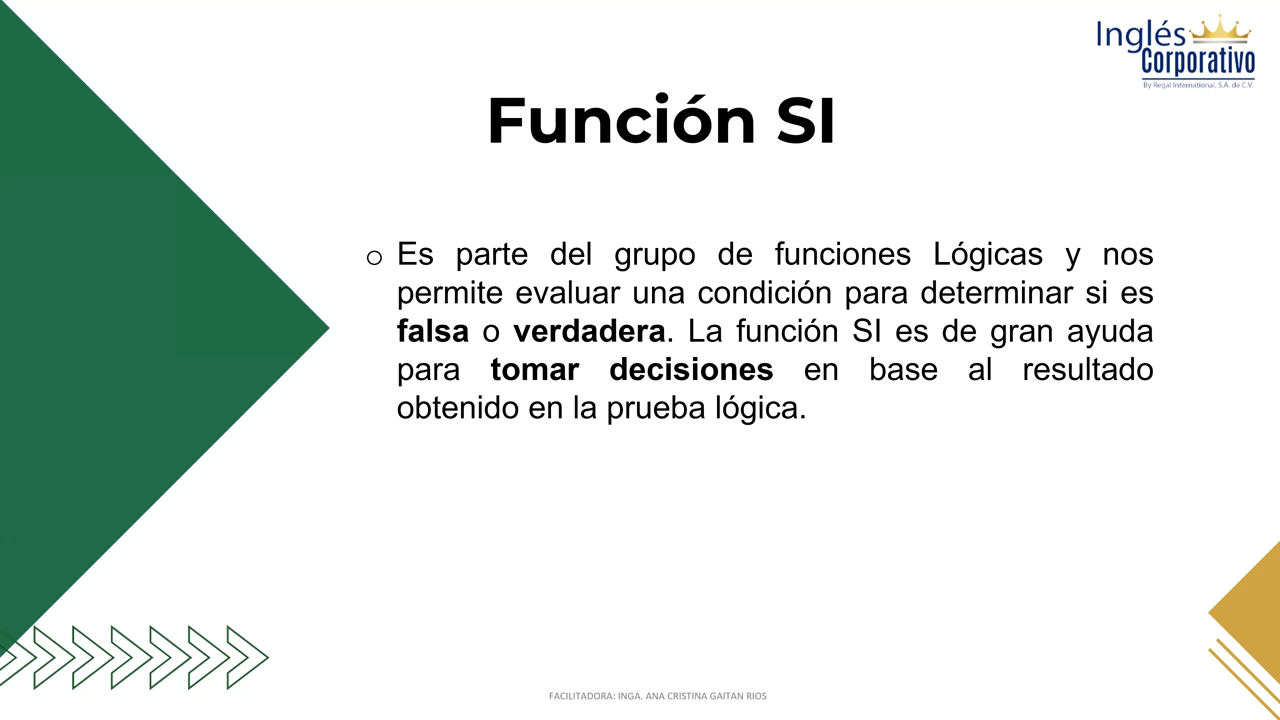 Inglés
Corporativo
By Regal International, S.A. de C.V.
Función SI
o Es parte del grupo de funciones Lógicas y nos
permite evaluar una condición para determinar si es
falsa o verdadera. La función SI es de gran ayuda
para tomar decisiones en base al resultado
obtenido en la prueba lógica.
FACILITADORA: INGA. ANA CRISTINA GAITAN RIOS